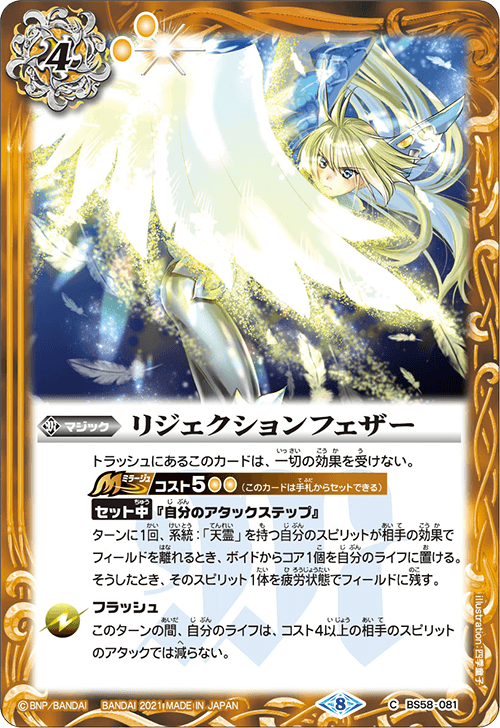 4
マジック リジェクションフェザー
トラッシュにあるこのカードは、一切の効果を受けない。
ミラージュ コスト5 (このカードは手札からセットできる)
セット中『自分のアタックステップ』
ターンに1回、系統:「天霊」を持つ自分のスピリットが相手の効果で
フィールドを離れるとき、ボイドからコア1個を自分のライフに置ける。
そうしたとき、そのスピリット1体を疲労状態でフィールドに残す。
フラッシュ
このターンの間、自分のライフは、コスト4以上の相手のスピリット
のアタックでは減らない。
illustration:四季童子
©BNP/BANDAI BANDAI 2021 MADE IN JAPAN 8 C BS58-081